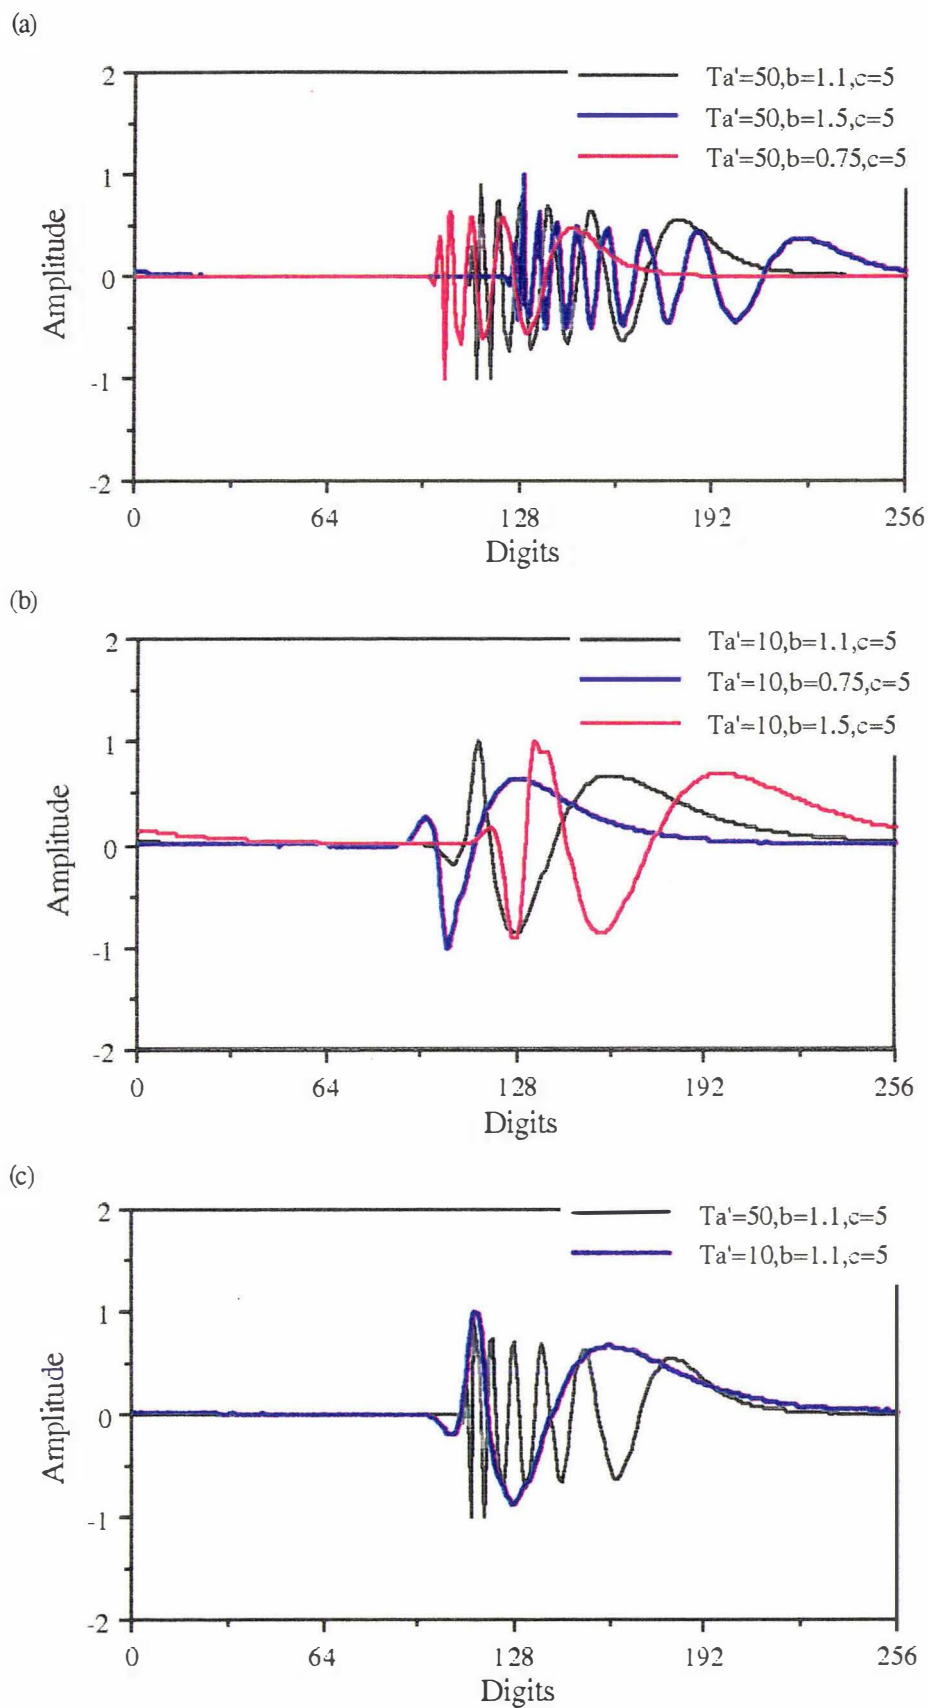 (a)
2
1
0
-1
-2
Amplitude
Ta'=50,b=1.1,c=5
Ta'=50,b=1.5,c=5
Ta'=50,b=0.75,c=5
0 64 128 192 256
Digits
(b)
2
1
0
-1
-2
Amplitude
Ta'=10,b=1.1,c=5
Ta'=10,b=0.75,c=5
Ta'=10,b=1.5,c=5
0 64 128 192 256
Digits
(c)
2
1
0
-1
-2
Amplitude
Ta'=50,b=1.1,c=5
Ta'=10,b=1.1,c=5
0 64 128 192 256
Digits